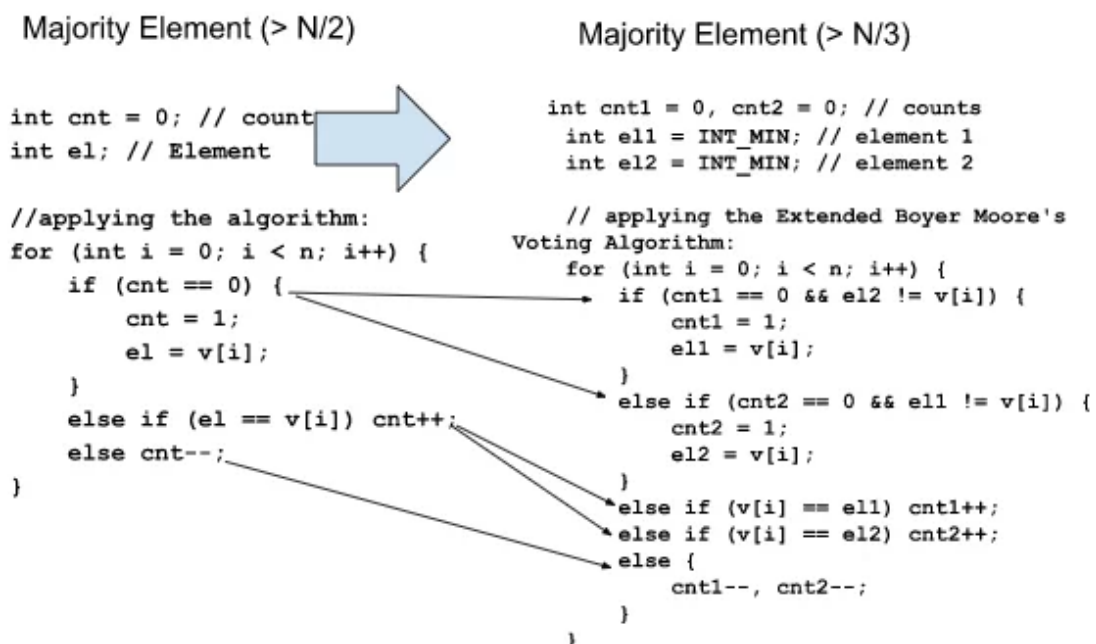 Majority Element (> N/2)
int cnt = 0; // count
int el; // Element
//applying the algorithm:
for (int i = 0; i < n; i++) {
if (cnt == 0) {
cnt = 1;
el = v[i];
}
else if (el == v[i]) cnt++;
else cnt--;
}
Majority Element (> N/3)
int cnt1 = 0, cnt2 = 0; // counts
int el1 = INT_MIN; // element 1
int el2 = INT_MIN; // element 2
// applying the Extended Boyer Moore's
Voting Algorithm:
for (int i = 0; i < n; i++) {
if (cnt1 == 0 && el2 != v[i]) {
cnt1 = 1;
el1 = v[i];
}
else if (cnt2 == 0 && el1 != v[i]) {
cnt2 = 1;
el2 = v[i];
}
else if (v[i] == el1) cnt1++;
else if (v[i] == el2) cnt2++;
else {
cnt1--, cnt2--;
}
}